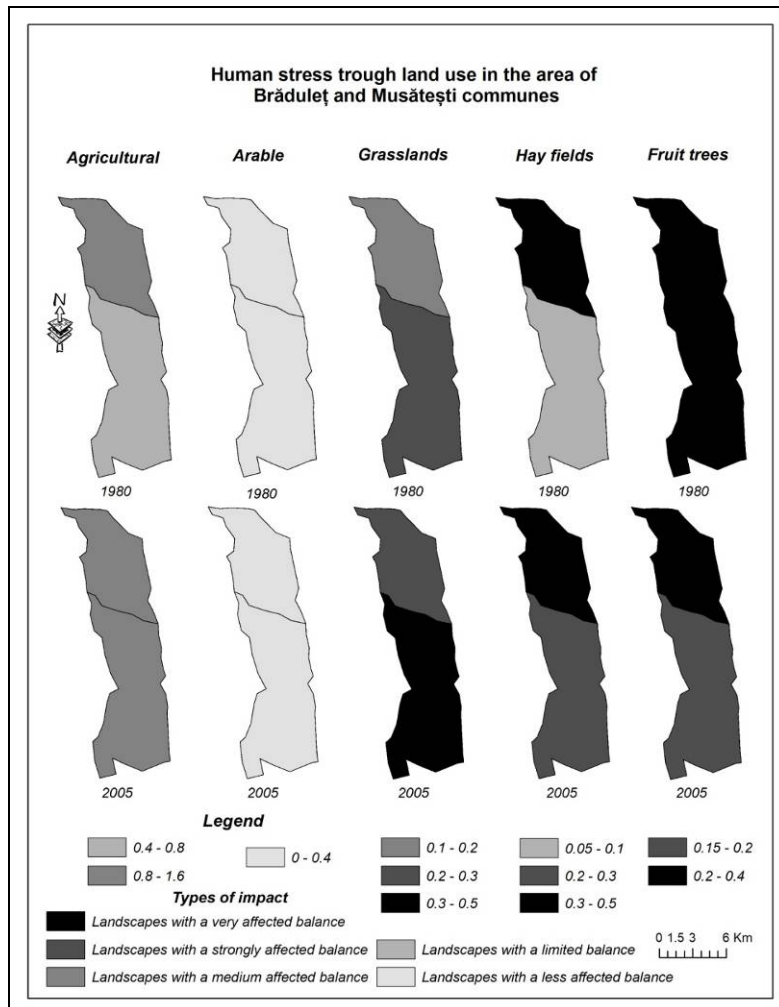 Human stress trough land use in the area of
Brăduleț and Musătești communes
Agricultural Arable Grasslands Hay fields Fruit trees
N
1980 1980 1980 1980 1980
2005 2005 2005 2005 2005
Legend
0.4 - 0.8 0 - 0.4 0.1 - 0.2 0.05 - 0.1 0.15 - 0.2
0.8 - 1.6 0.2 - 0.3 0.2 - 0.3 0.2 - 0.4
0.3 - 0.5 0.3 - 0.5
Types of impact
Landscapes with a very affected balance
Landscapes with a strongly affected balance Landscapes with a limited balance
Landscapes with a medium affected balance Landscapes with a less affected balance
0 1.5 3 6 Km